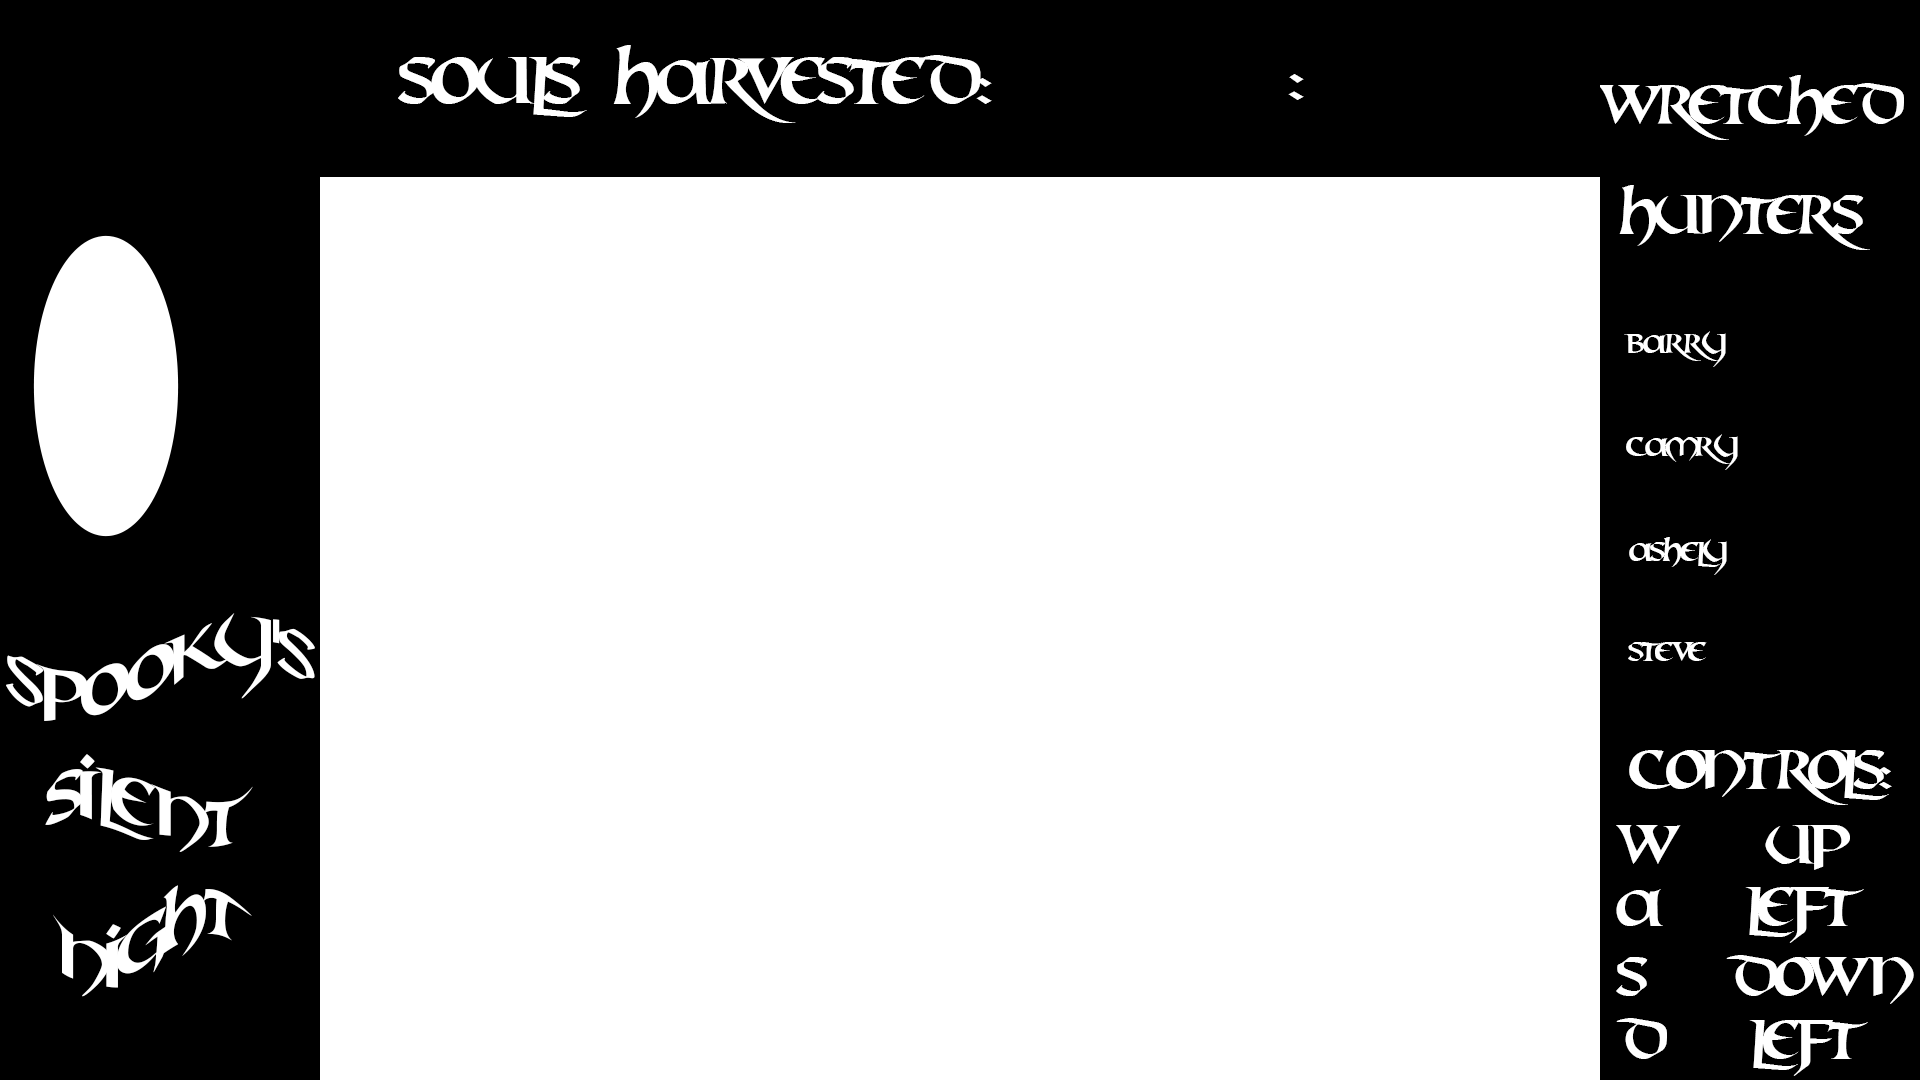 SOULS HARVESTED: :
WRETCHED
HUNTERS
BARRY
CAMRY
ASHELY
STEVE
SPOOKY'S
SILENT
NIGHT
CONTROLS:
W UP
A LEFT
S DOWN
D LEFT